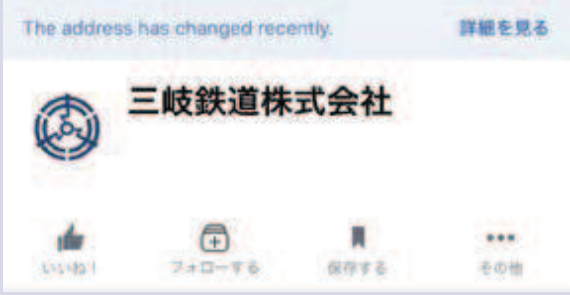 The address has changed recently. 詳細を見る
三岐鉄道株式会社
いいね！ フォローする 保存する その他